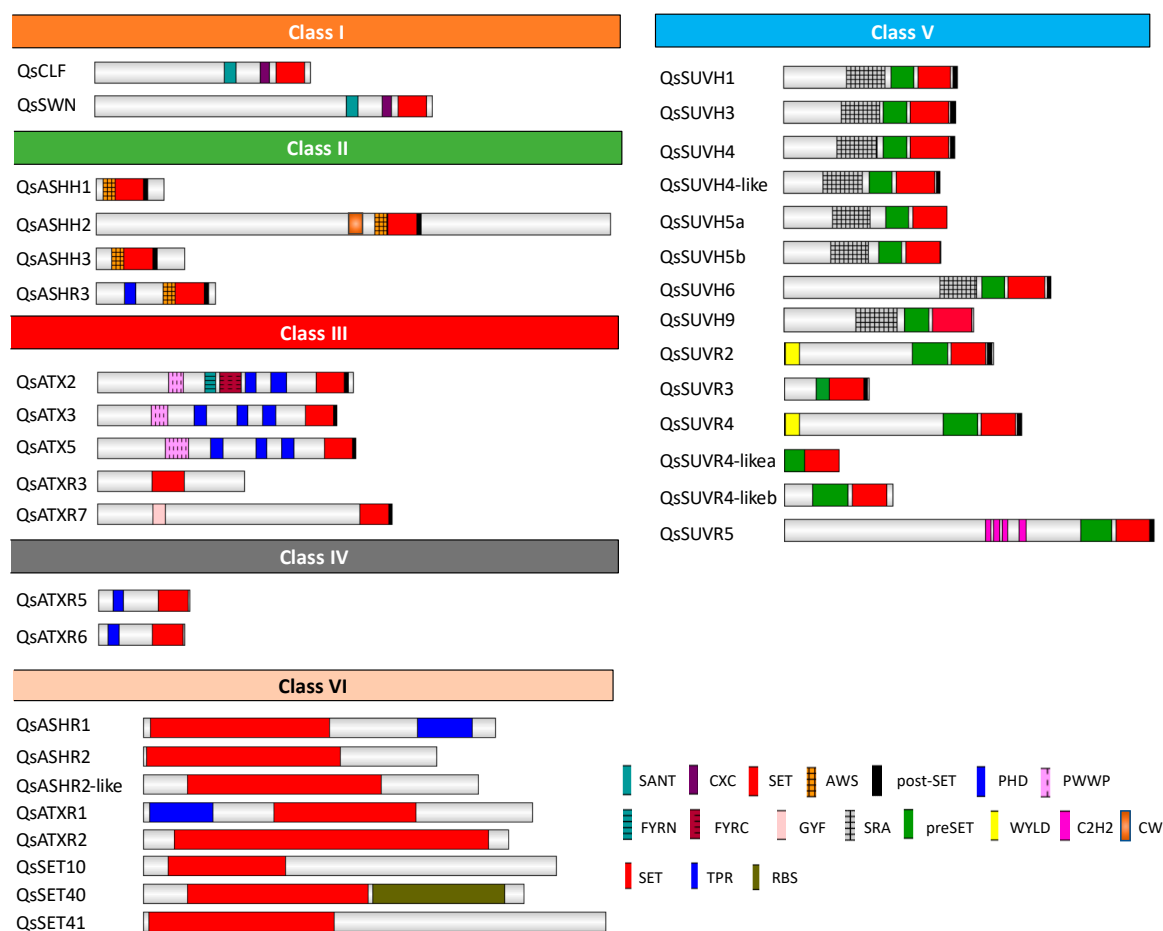 Class I
QsCLF
QsSWN
Class II
QsASHH1
QsASHH2
QsASHH3
QsASHR3
Class III
QsATX2
QsATX3
QsATX5
QsATXR3
QsATXR7
Class IV
QsATXR5
QsATXR6
Class VI
QsASHR1
QsASHR2
QsASHR2-like
QsATXR1
QsATXR2
QsSET10
QsSET40
QsSET41
Class V
QsSUVH1
QsSUVH3
QsSUVH4
QsSUVH4-like
QsSUVH5a
QsSUVH5b
QsSUVH6
QsSUVH9
QsSUVR2
QsSUVR3
QsSUVR4
QsSUVR4-likea
QsSUVR4-likeb
QsSUVR5
SANT CXC SET AWS post-SET PHD PWWP
FYRN FYRC GYF SRA preSET WYLD C2H2 CW
SET TPR RBS